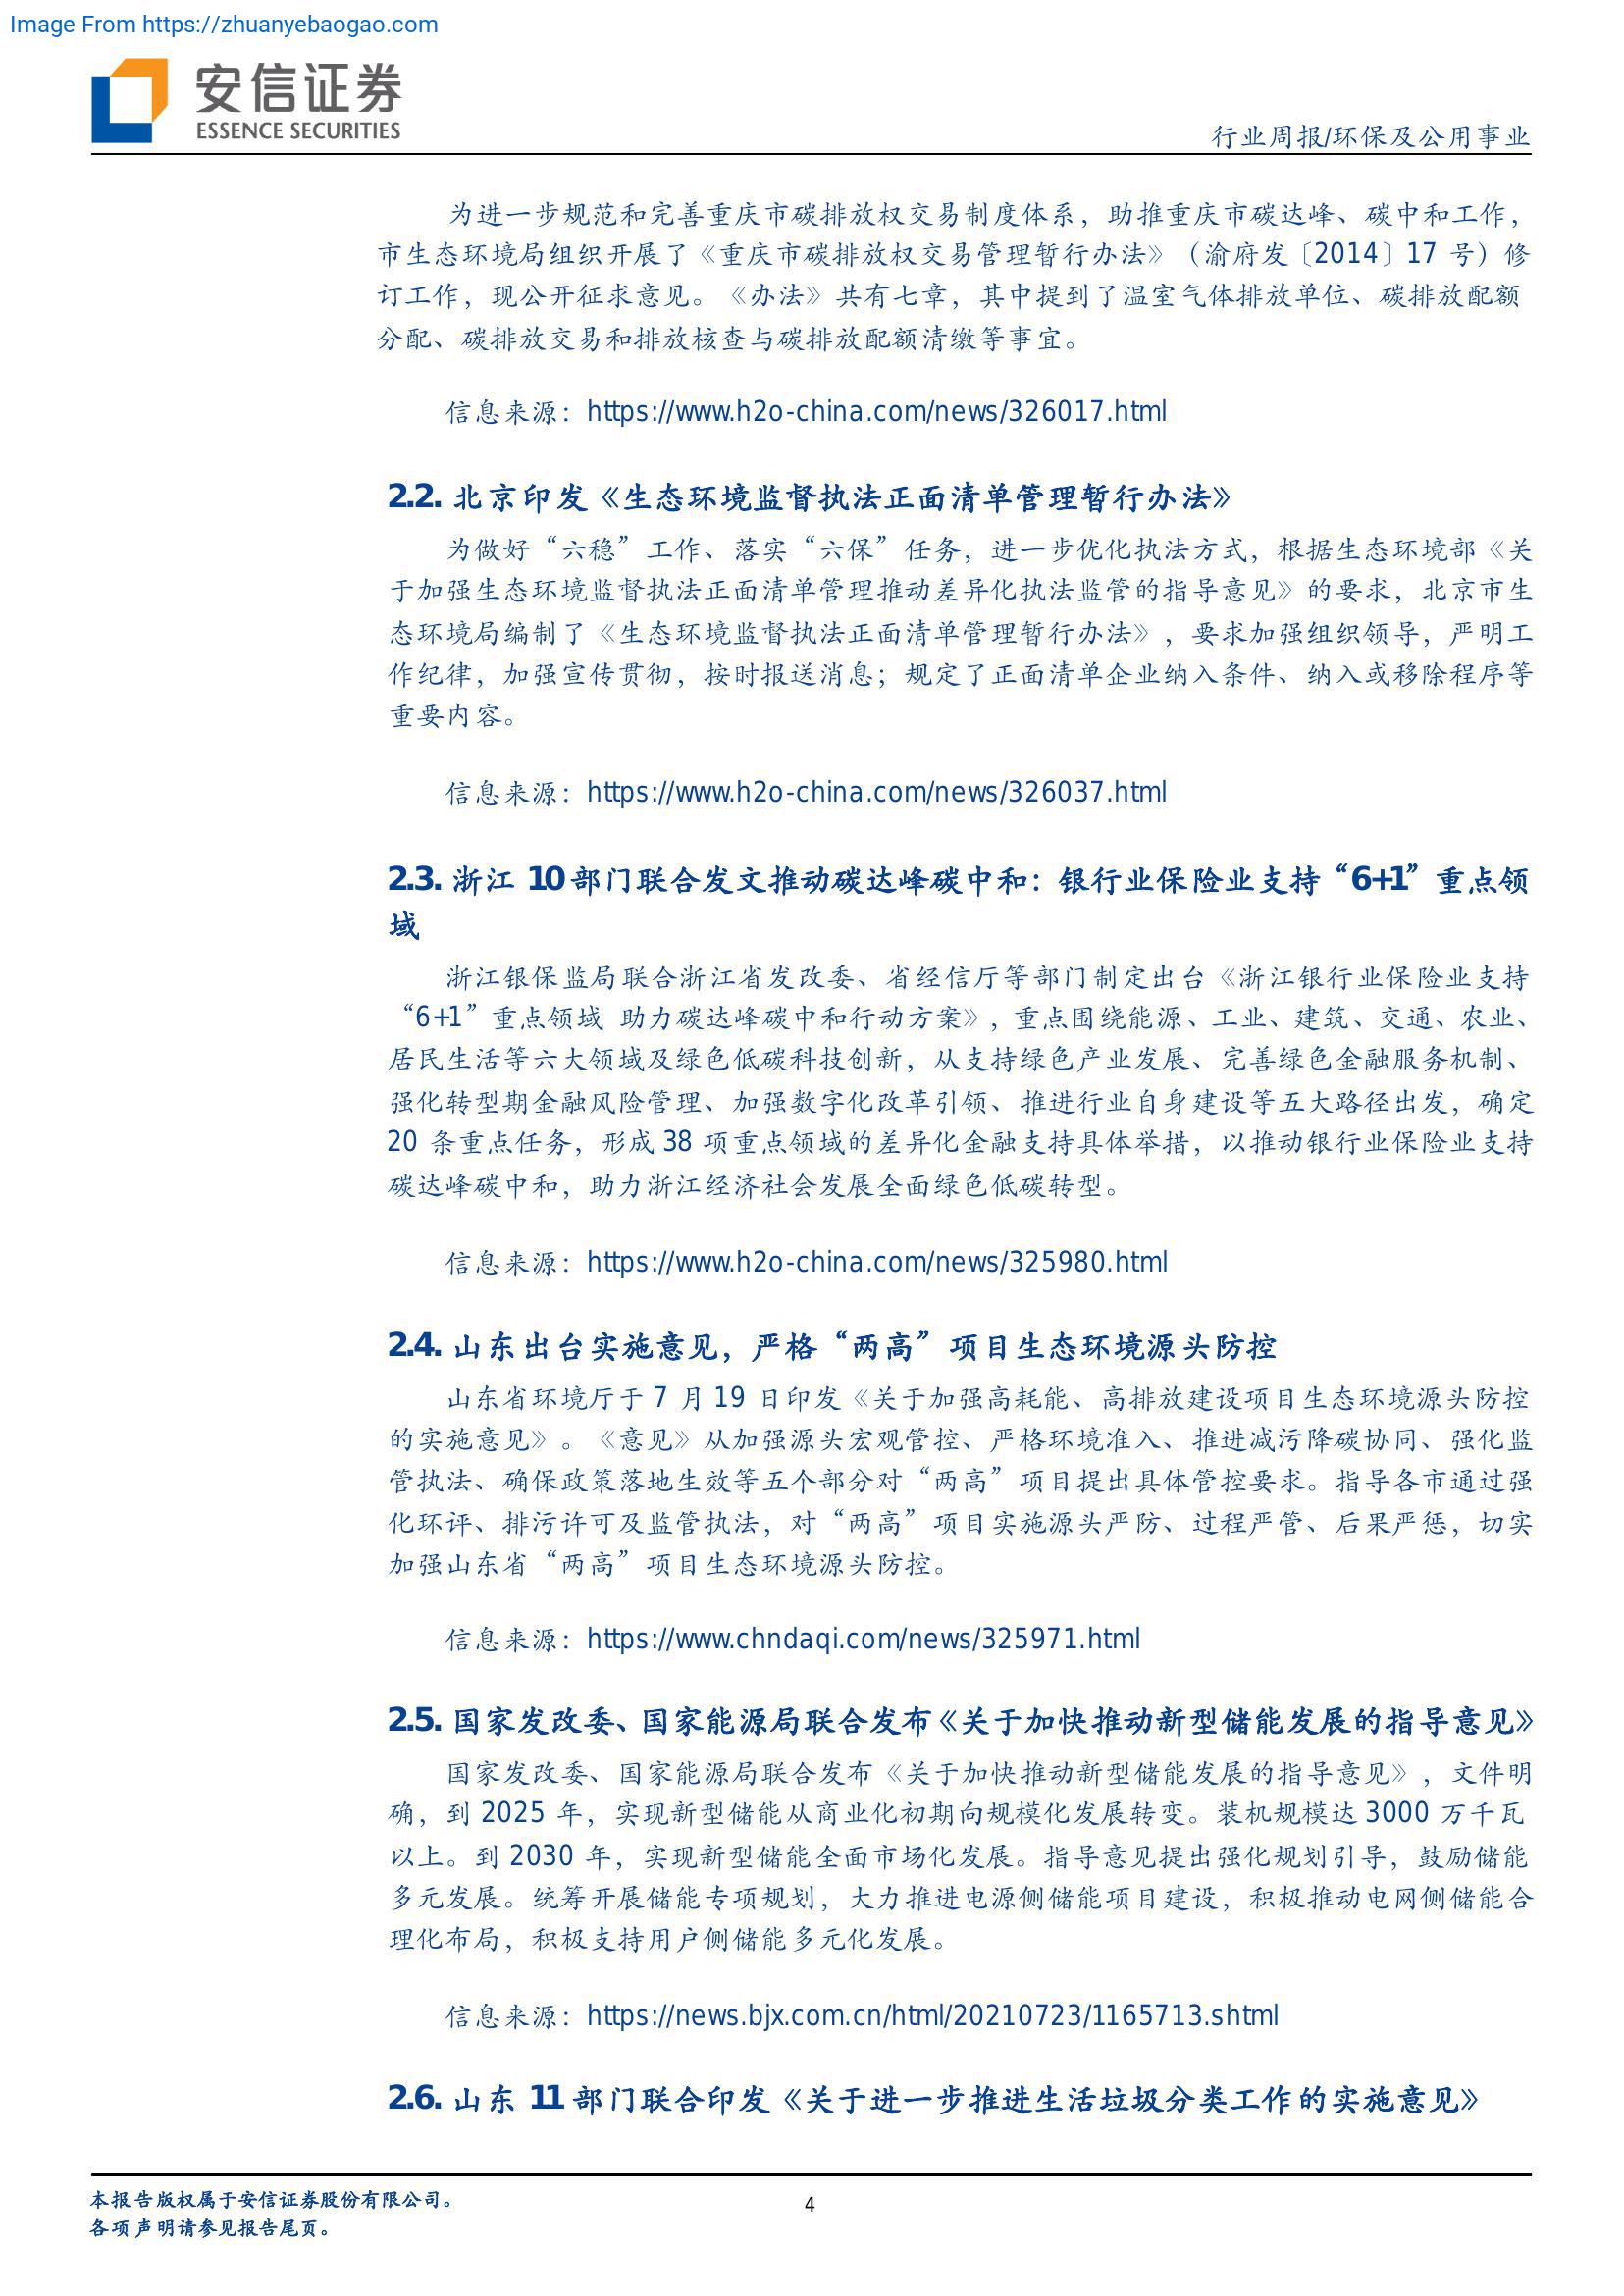 Image From https://zhuanyebaogao.com
安信证券
ESSENCE SECURITIES
行业周报/环保及公用事业
为进一步规范和完善重庆市碳排放权交易制度体系，助推重庆市碳达峰、碳中和工作，
市生态环境局组织开展了《重庆市碳排放权交易管理暂行办法》（渝府发〔2014〕17 号）修
订工作，现公开征求意见。《办法》共有七章，其中提到了温室气体排放单位、碳排放配额
分配、碳排放交易和排放核查与碳排放配额清缴等事宜。
信息来源：https://www.h2o-china.com/news/326017.html
2.2. 北京印发《生态环境监督执法正面清单管理暂行办法》
为做好“六稳”工作、落实“六保”任务，进一步优化执法方式，根据生态环境部《关
于加强生态环境监督执法正面清单管理推动差异化执法监管的指导意见》的要求，北京市生
态环境局编制了《生态环境监督执法正面清单管理暂行办法》，要求加强组织领导，严明工
作纪律，加强宣传贯彻，按时报送消息；规定了正面清单企业纳入条件、纳入或移除程序等
重要内容。
信息来源：https://www.h2o-china.com/news/326037.html
2.3. 浙江 10 部门联合发文推动碳达峰碳中和：银行业保险业支持“6+1”重点领
域
浙江银保监局联合浙江省发改委、省经信厅等部门制定出台《浙江银行业保险业支持
“6+1”重点领域 助力碳达峰碳中和行动方案》，重点围绕能源、工业、建筑、交通、农业、
居民生活等六大领域及绿色低碳科技创新，从支持绿色产业发展、完善绿色金融服务机制、
强化转型期金融风险管理、加强数字化改革引领、推进行业自身建设等五大路径出发，确定
20 条重点任务，形成 38 项重点领域的差异化金融支持具体举措，以推动银行业保险业支持
碳达峰碳中和，助力浙江经济社会发展全面绿色低碳转型。
信息来源：https://www.h2o-china.com/news/325980.html
2.4. 山东出台实施意见，严格“两高”项目生态环境源头防控
山东省环境厅于 7 月 19 日印发《关于加强高耗能、高排放建设项目生态环境源头防控
的实施意见》。《意见》从加强源头宏观管控、严格环境准入、推进减污降碳协同、强化监
管执法、确保政策落地生效等五个部分对“两高”项目提出具体管控要求。指导各市通过强
化环评、排污许可及监管执法，对“两高”项目实施源头严防、过程严管、后果严惩，切实
加强山东省“两高”项目生态环境源头防控。
信息来源：https://www.chndaqi.com/news/325971.html
2.5. 国家发改委、国家能源局联合发布《关于加快推动新型储能发展的指导意见》
国家发改委、国家能源局联合发布《关于加快推动新型储能发展的指导意见》，文件明
确，到 2025 年，实现新型储能从商业化初期向规模化发展转变。装机规模达 3000 万千瓦
以上。到 2030 年，实现新型储能全面市场化发展。指导意见提出强化规划引导，鼓励储能
多元发展。统筹开展储能专项规划，大力推进电源侧储能项目建设，积极推动电网侧储能合
理化布局，积极支持用户侧储能多元化发展。
信息来源：https://news.bjx.com.cn/html/20210723/1165713.shtml
2.6. 山东 11 部门联合印发《关于进一步推进生活垃圾分类工作的实施意见》
本报告版权属于安信证券股份有限公司。
4
各项声明请参见报告尾页。